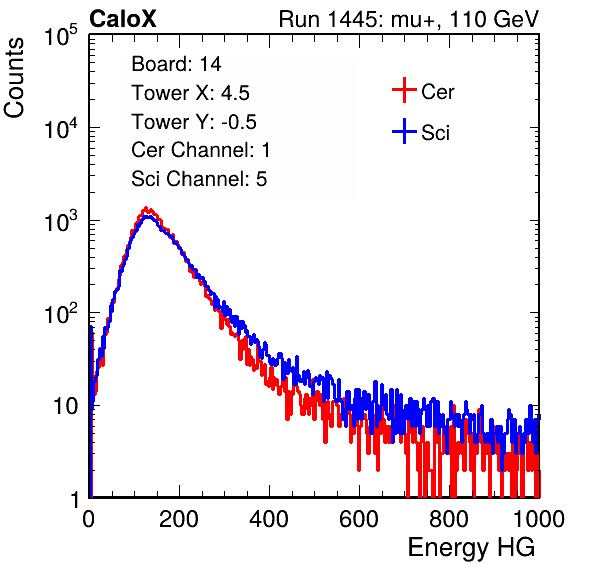 CaloX Run 1445: mu+, 110 GeV
Counts
Board: 14
Tower X: 4.5
Tower Y: -0.5
Cer Channel: 1
Sci Channel: 5
Cer
Sci
10^5
10^4
10^3
10^2
10
1
0 200 400 600 800 1000
Energy HG